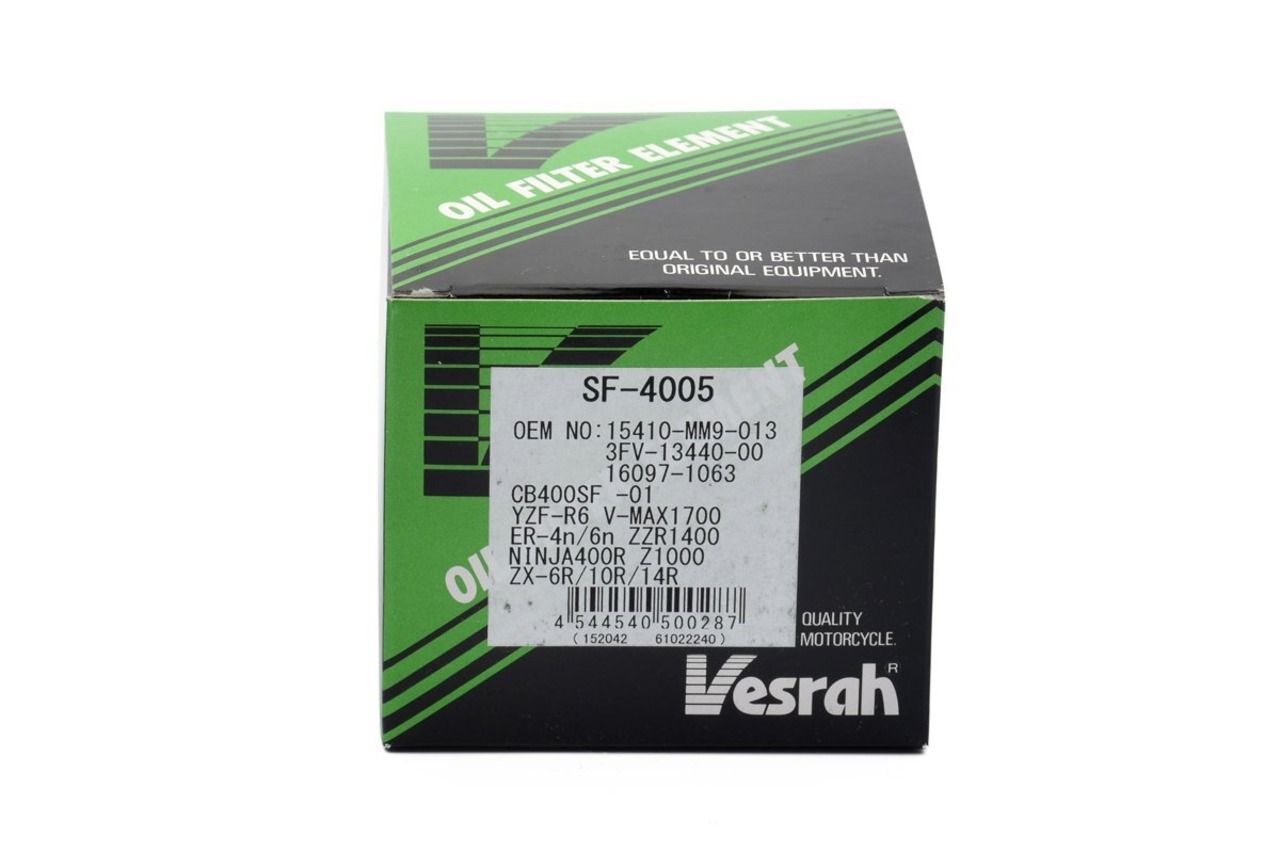 OIL FILTER ELEMENT
EQUAL TO OR BETTER THAN
ORIGINAL EQUIPMENT.
SF-4005
OEM NO:15410-MM9-013
3FV-13440-00
16097-1063
CB400SF -01
YZF-R6 V-MAX1700
ER-4n/6n ZZR1400
NINJA400R Z1000
ZX-6R/10R/14R
4 544540 500287
( 152042 61022240 )
QUALITY
MOTORCYCLE.
Vesrah ®